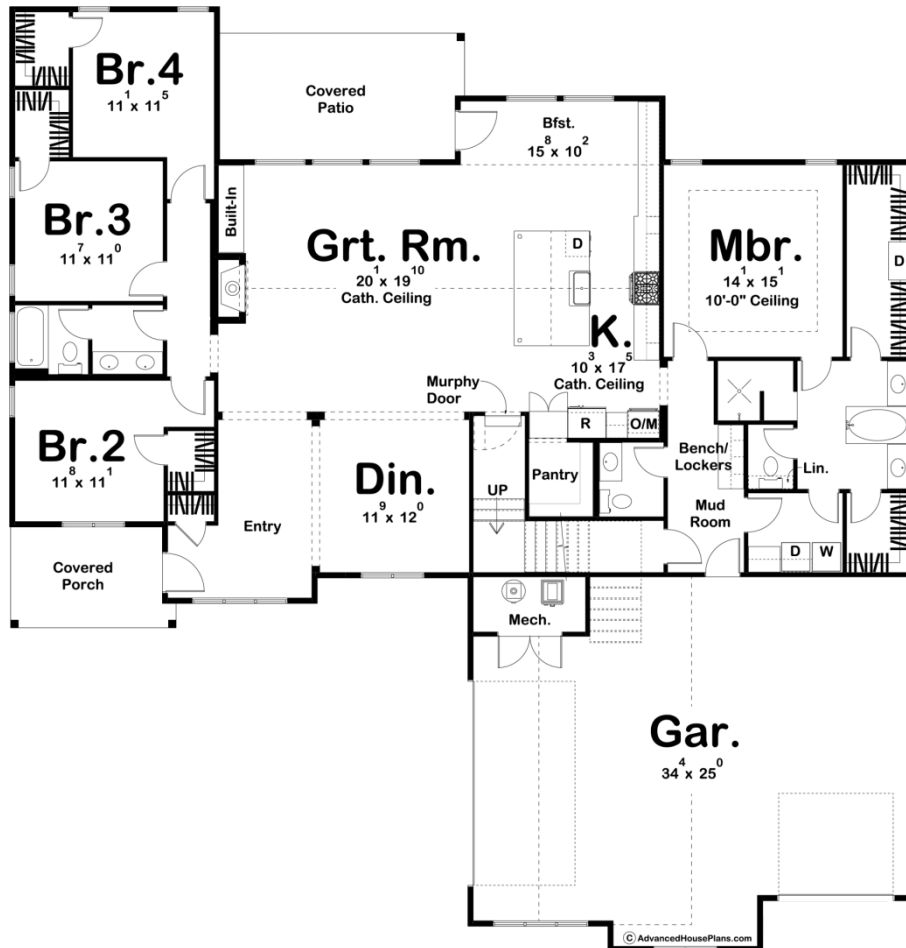 Br.4
11¹ x 11⁵
Covered
Patio
Bfst.
15⁸ x 10²
Br.3
11⁷ x 11⁰
Built-In
Grt. Rm.
20¹ x 19¹⁰
Cath. Ceiling
D
Mbr.
14¹ x 15¹
10'-0" Ceiling
D
K.
10³ x 17⁵
Cath. Ceiling
Murphy
Door
Br.2
11⁸ x 11¹
R
O/M
Din.
11⁹ x 12⁰
Entry
UP
Pantry
Bench/
Lockers
Lin.
Mud
Room
D
W
Covered
Porch
Mech.
Gar.
34⁴ x 25⁰
© AdvancedHousePlans.com